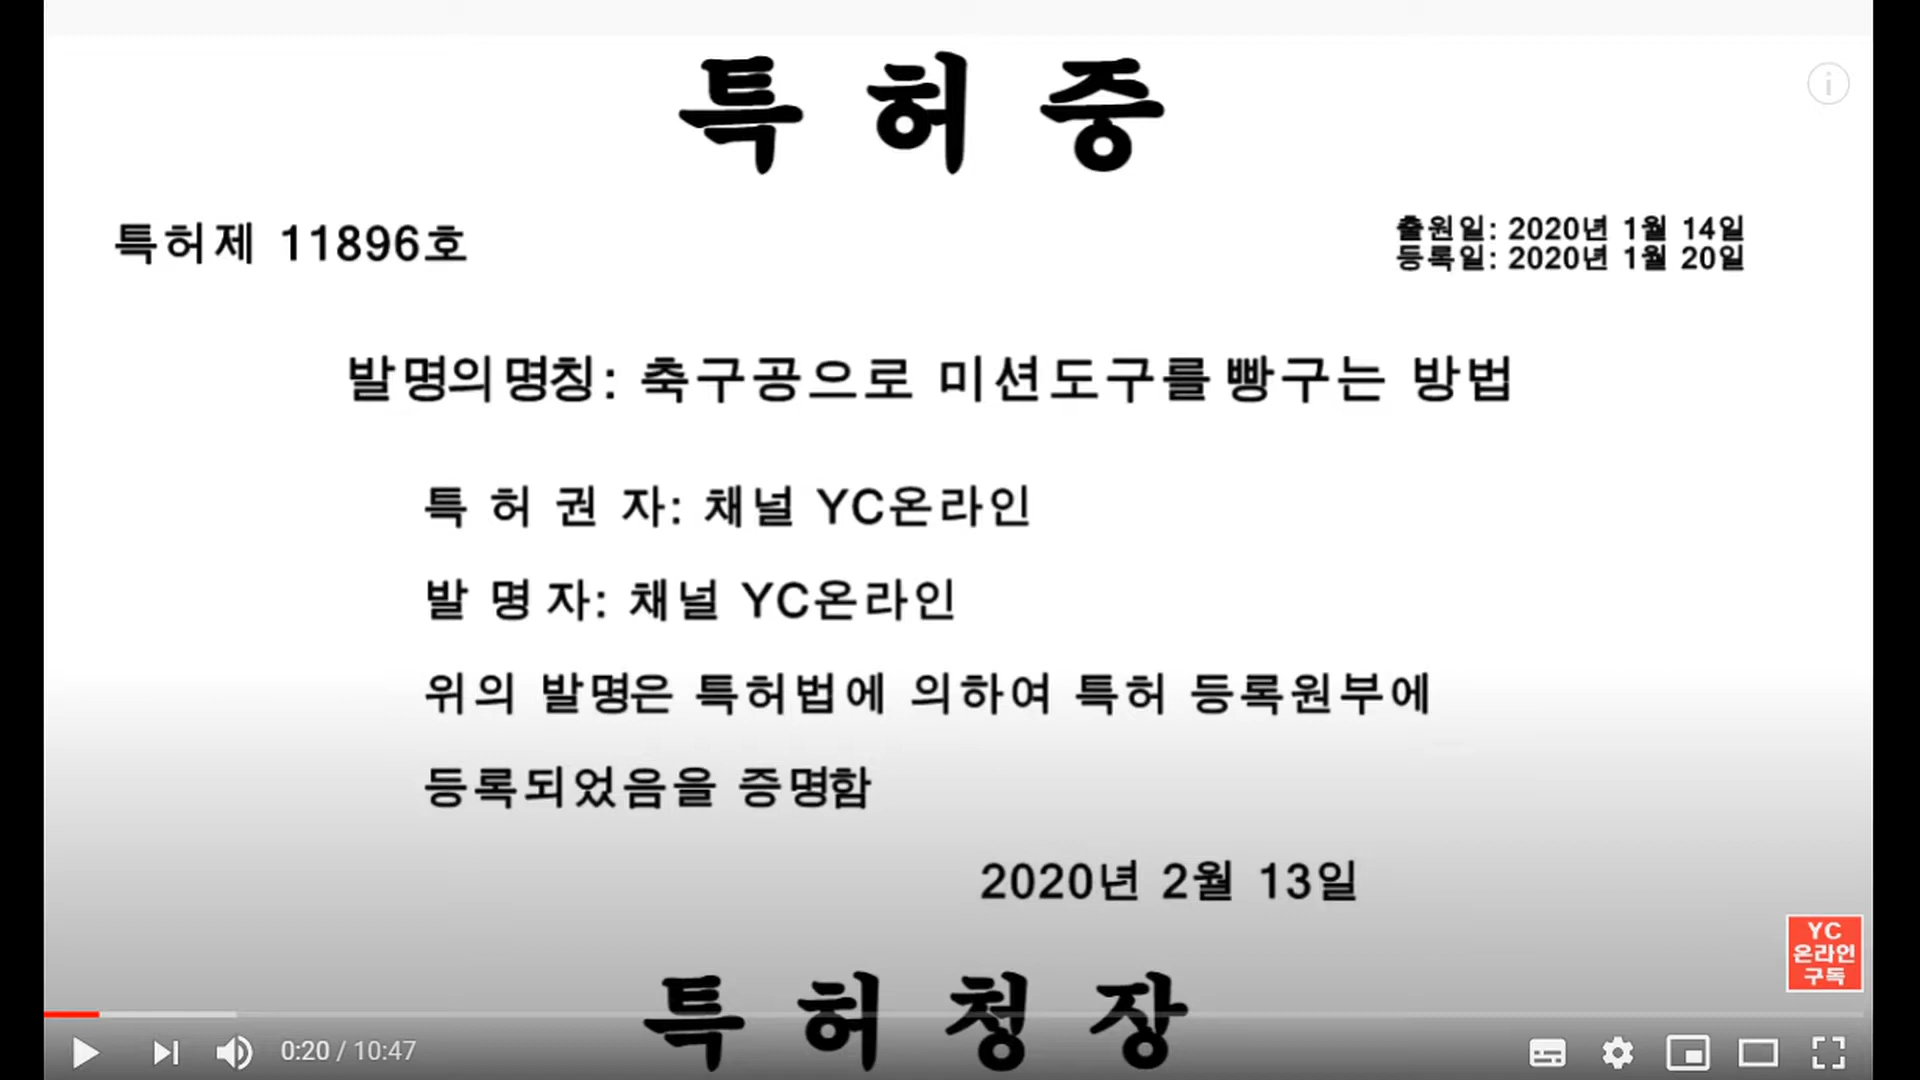 특허중
특허제 11896호
출원일: 2020년 1월 14일
등록일: 2020년 1월 20일
발명의 명칭: 축구공으로 미션도구를 빵구는 방법
특 허 권 자: 채널 YC온라인
발 명 자: 채널 YC온라인
위의 발명은 특허법에 의하여 특허 등록원부에
등록되었음을 증명함
2020년 2월 13일
특허청장
YC
온라인
구독
0:20 / 10:47